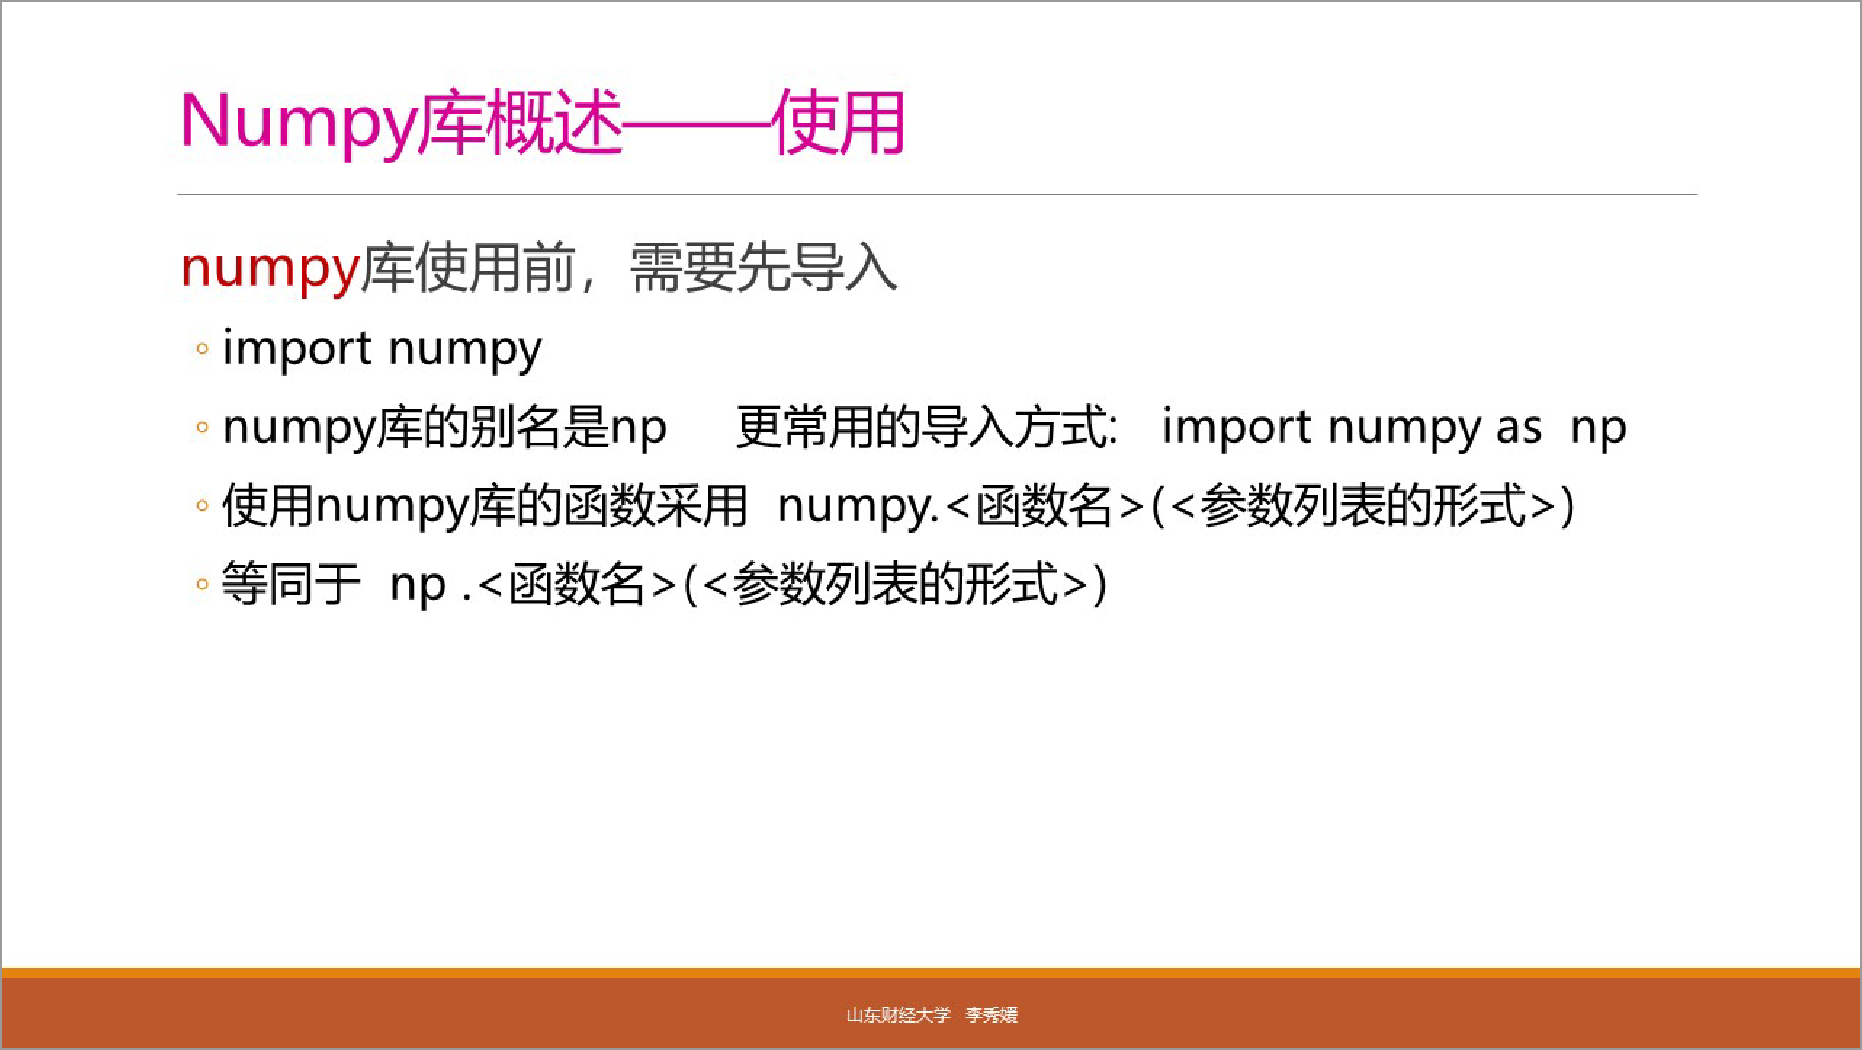 Numpy库概述——使用
numpy库使用前，需要先导入
◦ import numpy
◦ numpy库的别名是np 更常用的导入方式: import numpy as np
◦ 使用numpy库的函数采用 numpy.<函数名>(<参数列表的形式>)
◦ 等同于 np .<函数名>(<参数列表的形式>)
山东财经大学 李秀媛